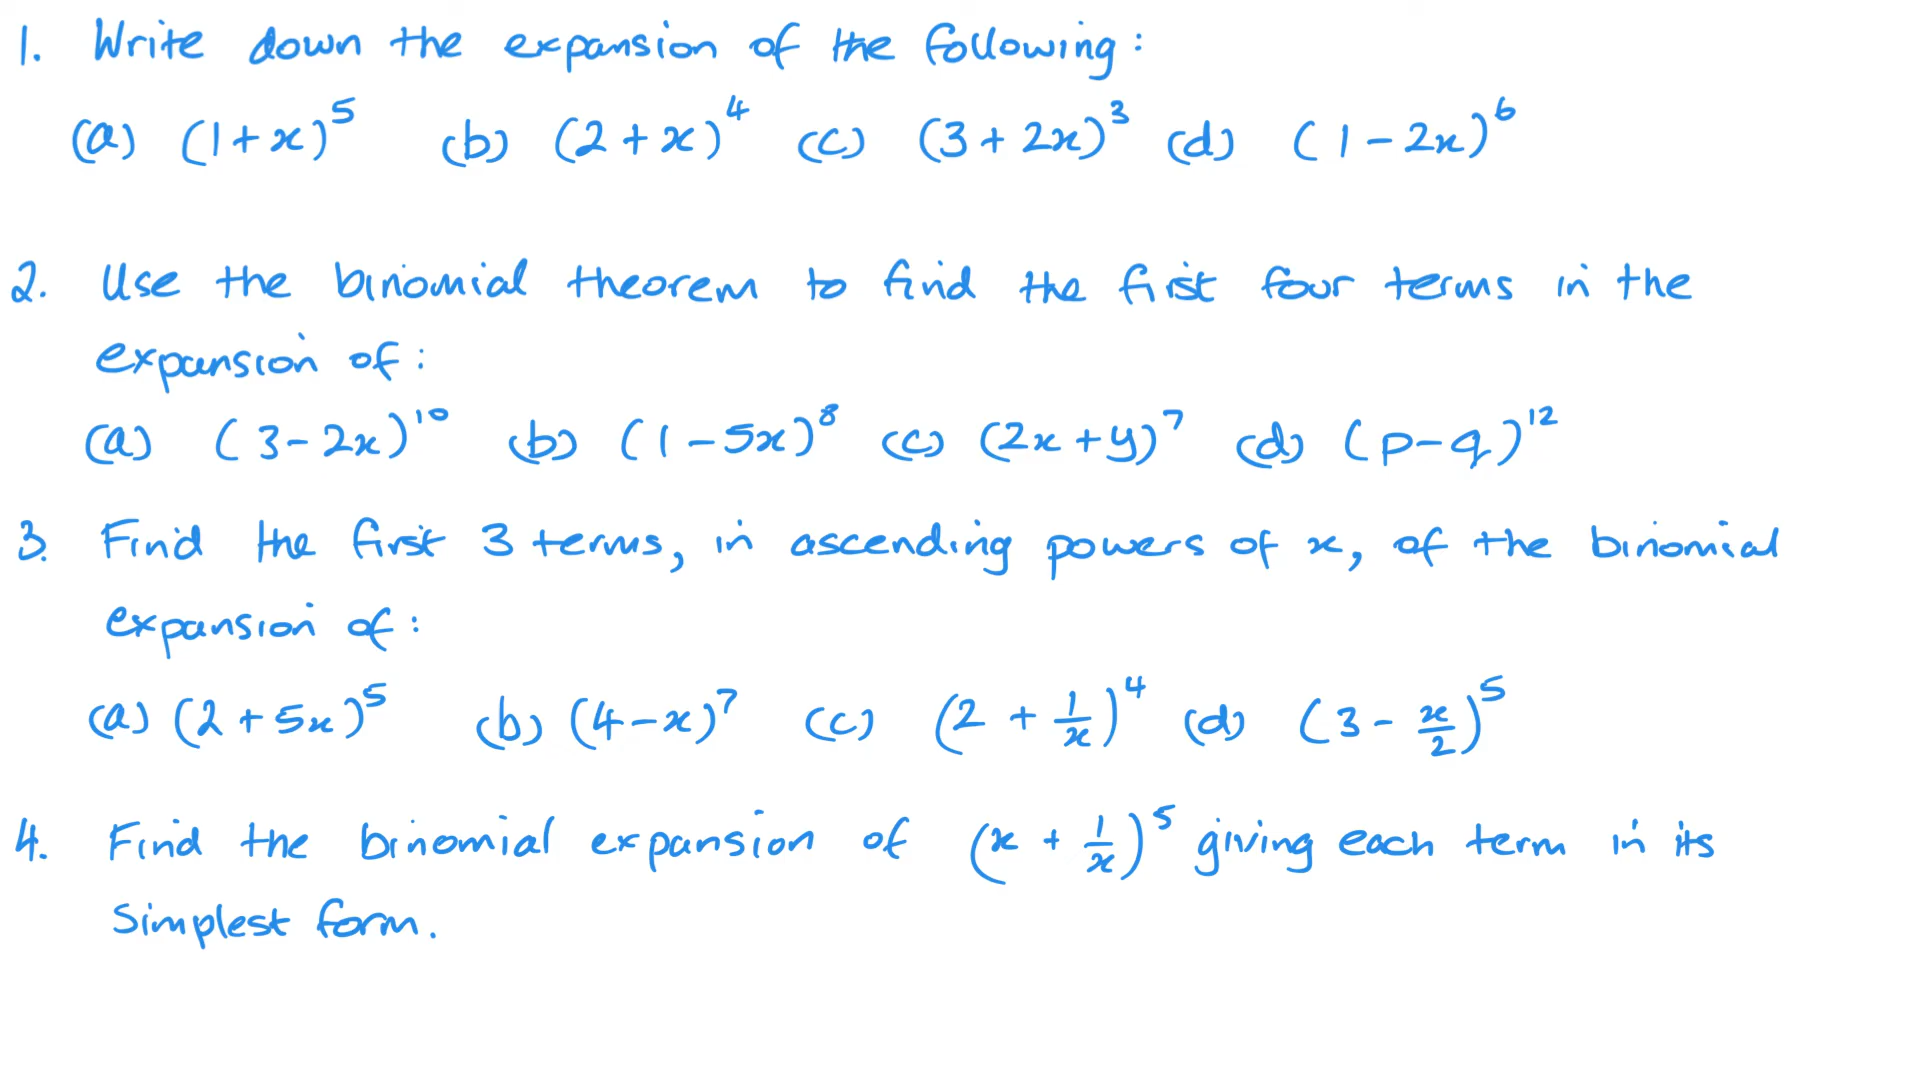 1. Write down the expansion of the following:
(a) (1+x)⁵ (b) (2+x)⁴ (c) (3+2x)³ (d) (1-2x)⁶
2. Use the binomial theorem to find the first four terms in the
expansion of:
(a) (3-2x)¹⁰ (b) (1-5x)⁸ (c) (2x+y)⁷ (d) (p-q)¹²
3. Find the first 3 terms, in ascending powers of x, of the binomial
expansion of:
(a) (2+5x)⁵ (b) (4-x)⁷ (c) (2+1/x)⁴ (d) (3-x/2)⁵
4. Find the binomial expansion of (x+1/x)⁵ giving each term in its
simplest form.